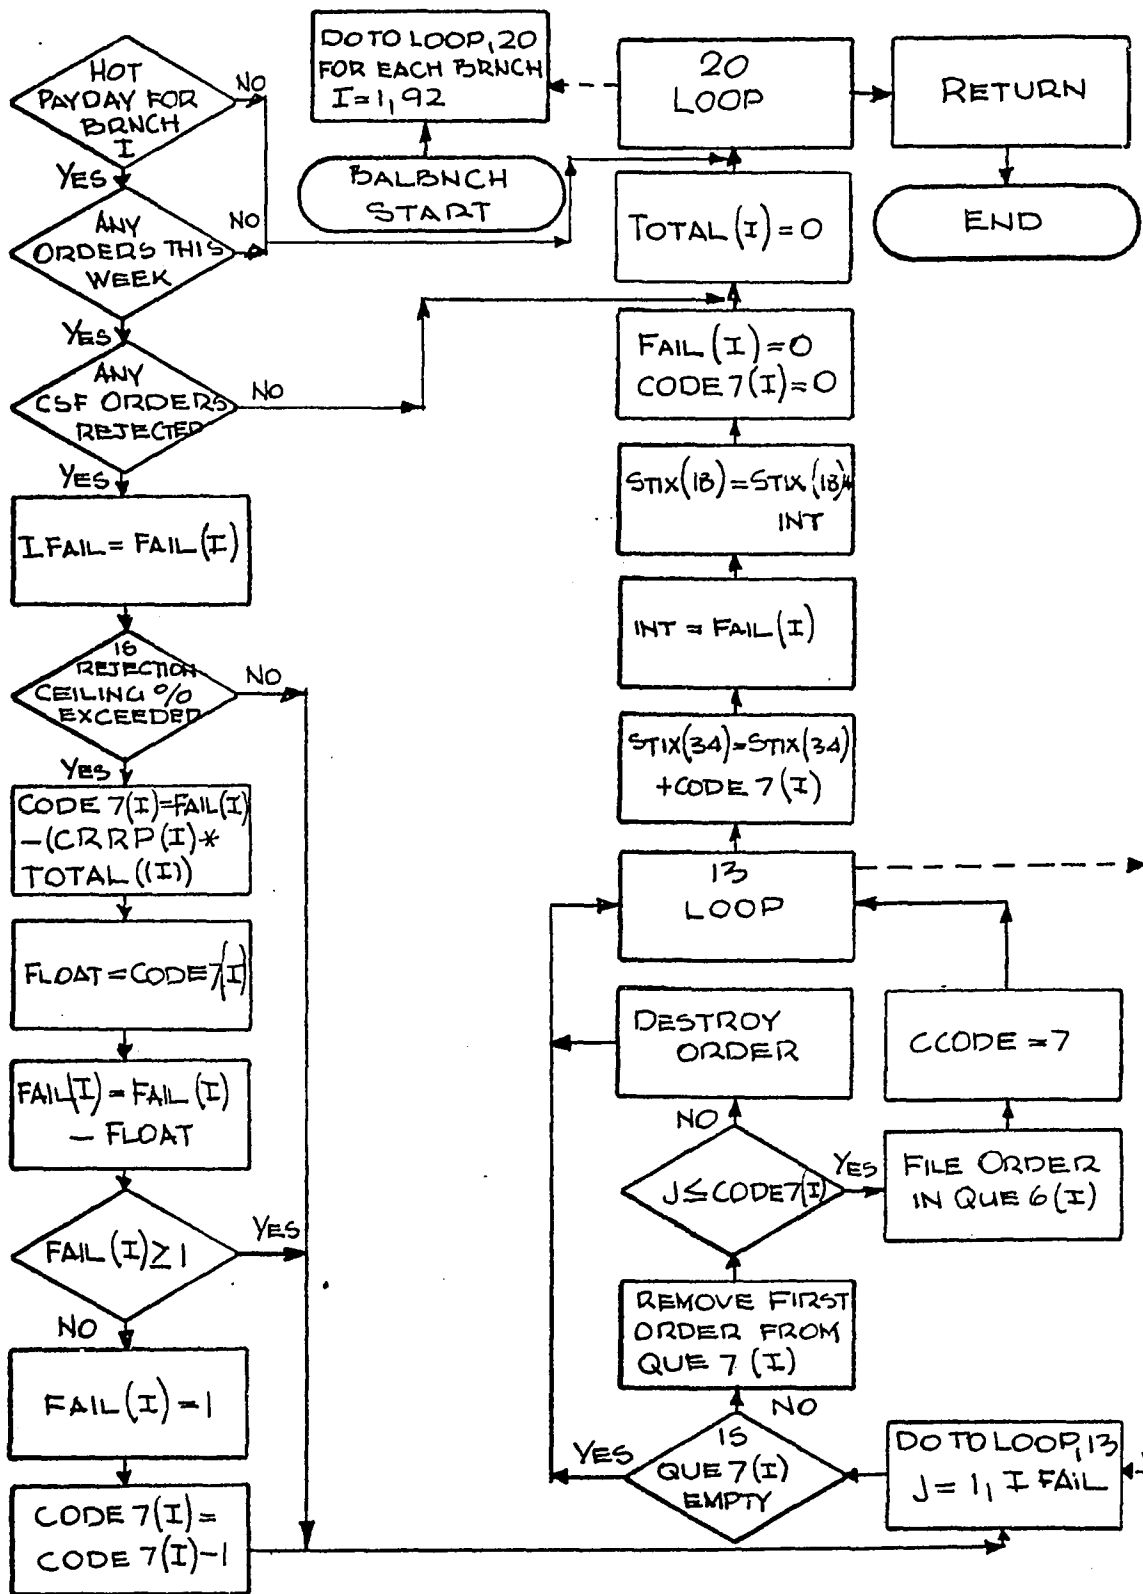 BALBNCH
START
DO TO LOOP, 20
FOR EACH BRNCH
I=1, 92
HOT
PAYDAY FOR
BRNCH
I
NO
YES
ANY
ORDERS THIS
WEEK
NO
YES
ANY
CSF ORDERS
REJECTED
NO
YES
I FAIL = FAIL(I)
IS
REJECTION
CEILING %
EXCEEDED
NO
YES
CODE 7(I)=FAIL(I)
-(CRRP(I)*
TOTAL((I))
FLOAT = CODE 7(I)
FAIL(I) = FAIL(I)
- FLOAT
FAIL(I) ≥ 1
YES
NO
FAIL(I) = 1
CODE 7(I) =
CODE 7(I)-1
DO TO LOOP, 13
J = 1, I FAIL
IS
QUE 7(I)
EMPTY
YES
NO
REMOVE FIRST
ORDER FROM
QUE 7(I)
J ≤ CODE 7(I)
NO
YES
DESTROY
ORDER
FILE ORDER
IN QUE 6(I)
CCODE = 7
13
LOOP
STIX(34)=STIX(34)
+CODE 7(I)
INT = FAIL(I)
STIX(18) = STIX(18)+
INT
FAIL(I) = 0
CODE 7(I) = 0
TOTAL(I) = 0
20
LOOP
RETURN
END